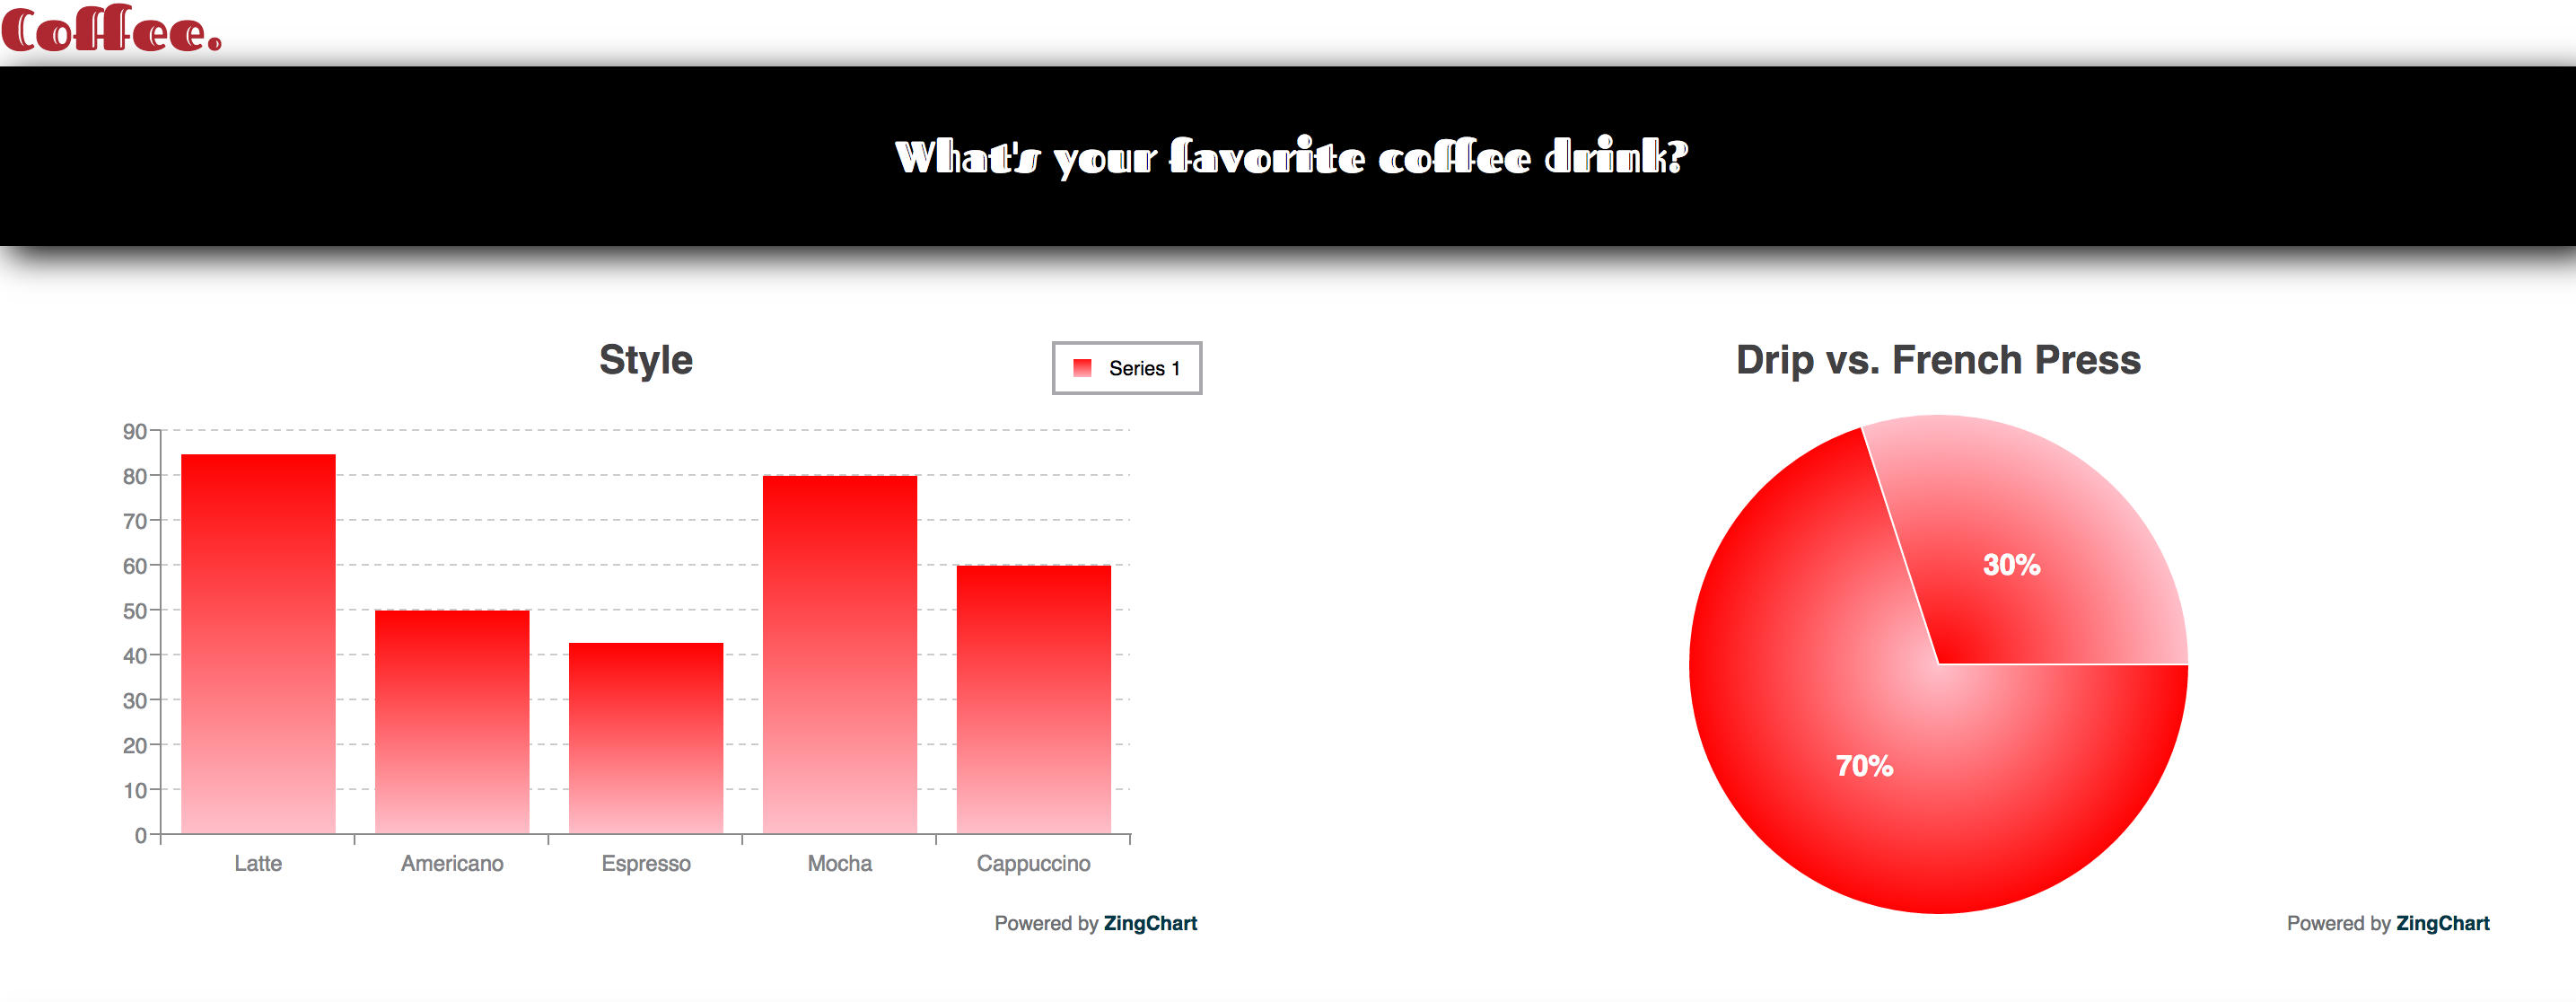 Coffee.
What's your favorite coffee drink?
Style
Series 1
90
80
70
60
50
40
30
20
10
0
Latte Americano Espresso Mocha Cappuccino
Powered by ZingChart
Drip vs. French Press
30%
70%
Powered by ZingChart